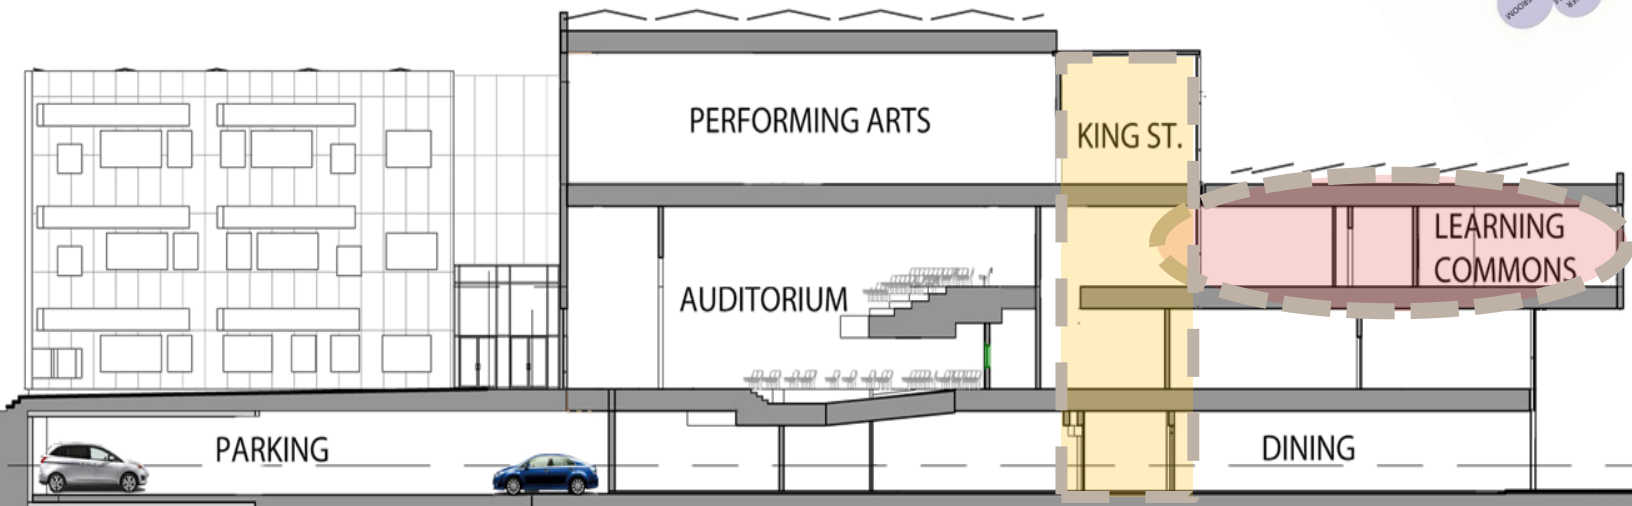 PERFORMING ARTS
KING ST.
LEARNING
COMMONS
AUDITORIUM
PARKING
DINING